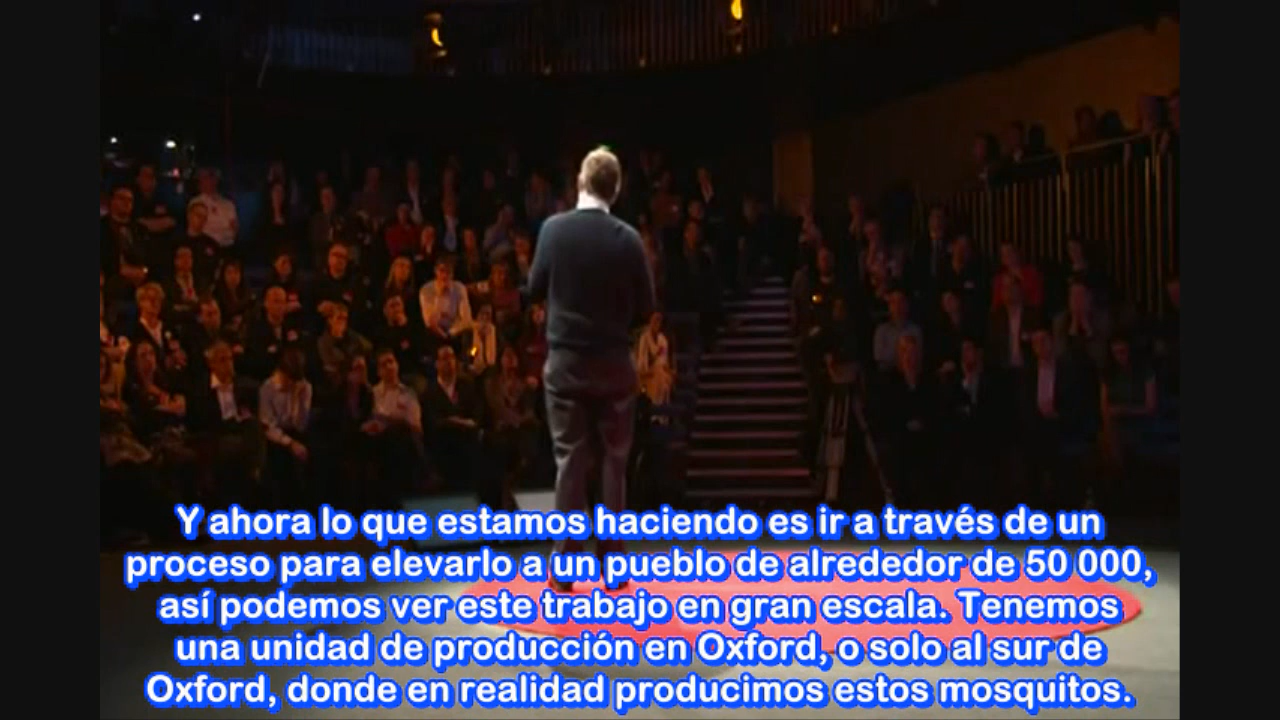 Y ahora lo que estamos haciendo es ir a través de un
proceso para elevarlo a un pueblo de alrededor de 50 000,
así podemos ver este trabajo en gran escala. Tenemos
una unidad de producción en Oxford, o solo al sur de
Oxford, donde en realidad producimos estos mosquitos.